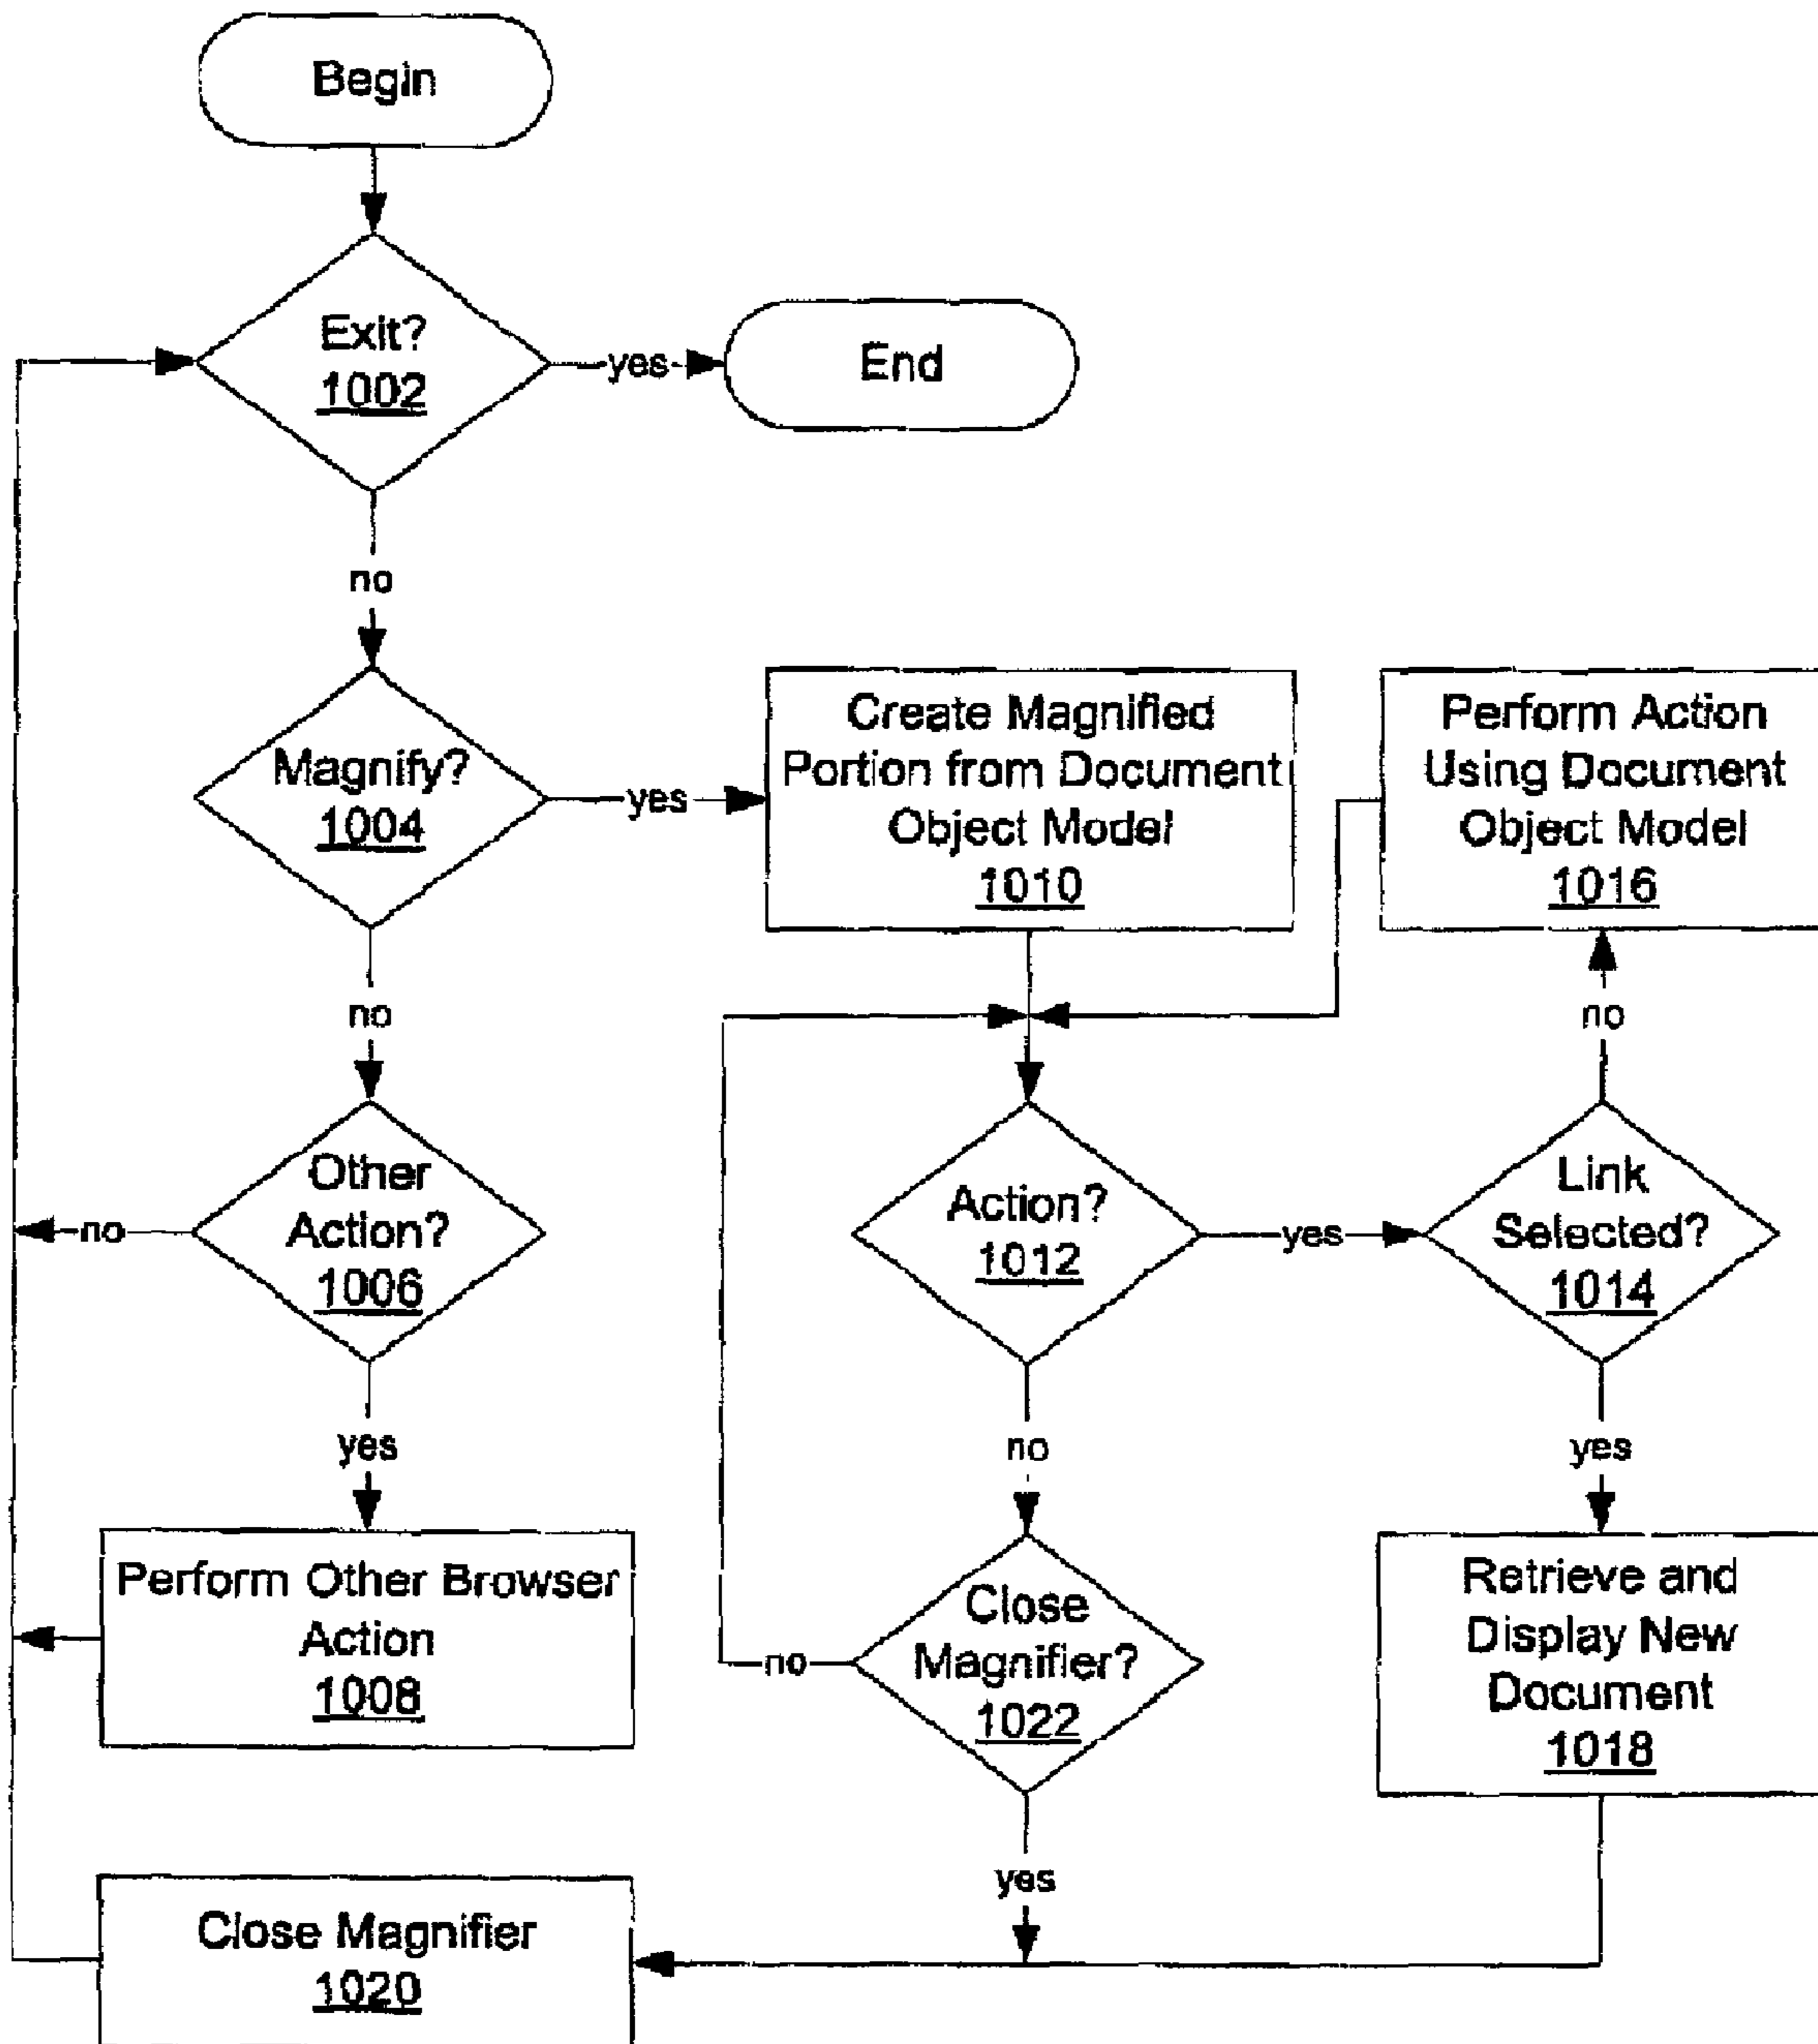 Begin
Exit?
1002
yes
End
no
Magnify?
1004
yes
Create Magnified
Portion from Document
Object Model
1010
Perform Action
Using Document
Object Model
1016
no
no
Other
Action?
1006
no
Action?
1012
yes
Link
Selected?
1014
yes
no
yes
Perform Other Browser
Action
1008
Close
Magnifier?
1022
no
Retrieve and
Display New
Document
1018
yes
Close Magnifier
1020